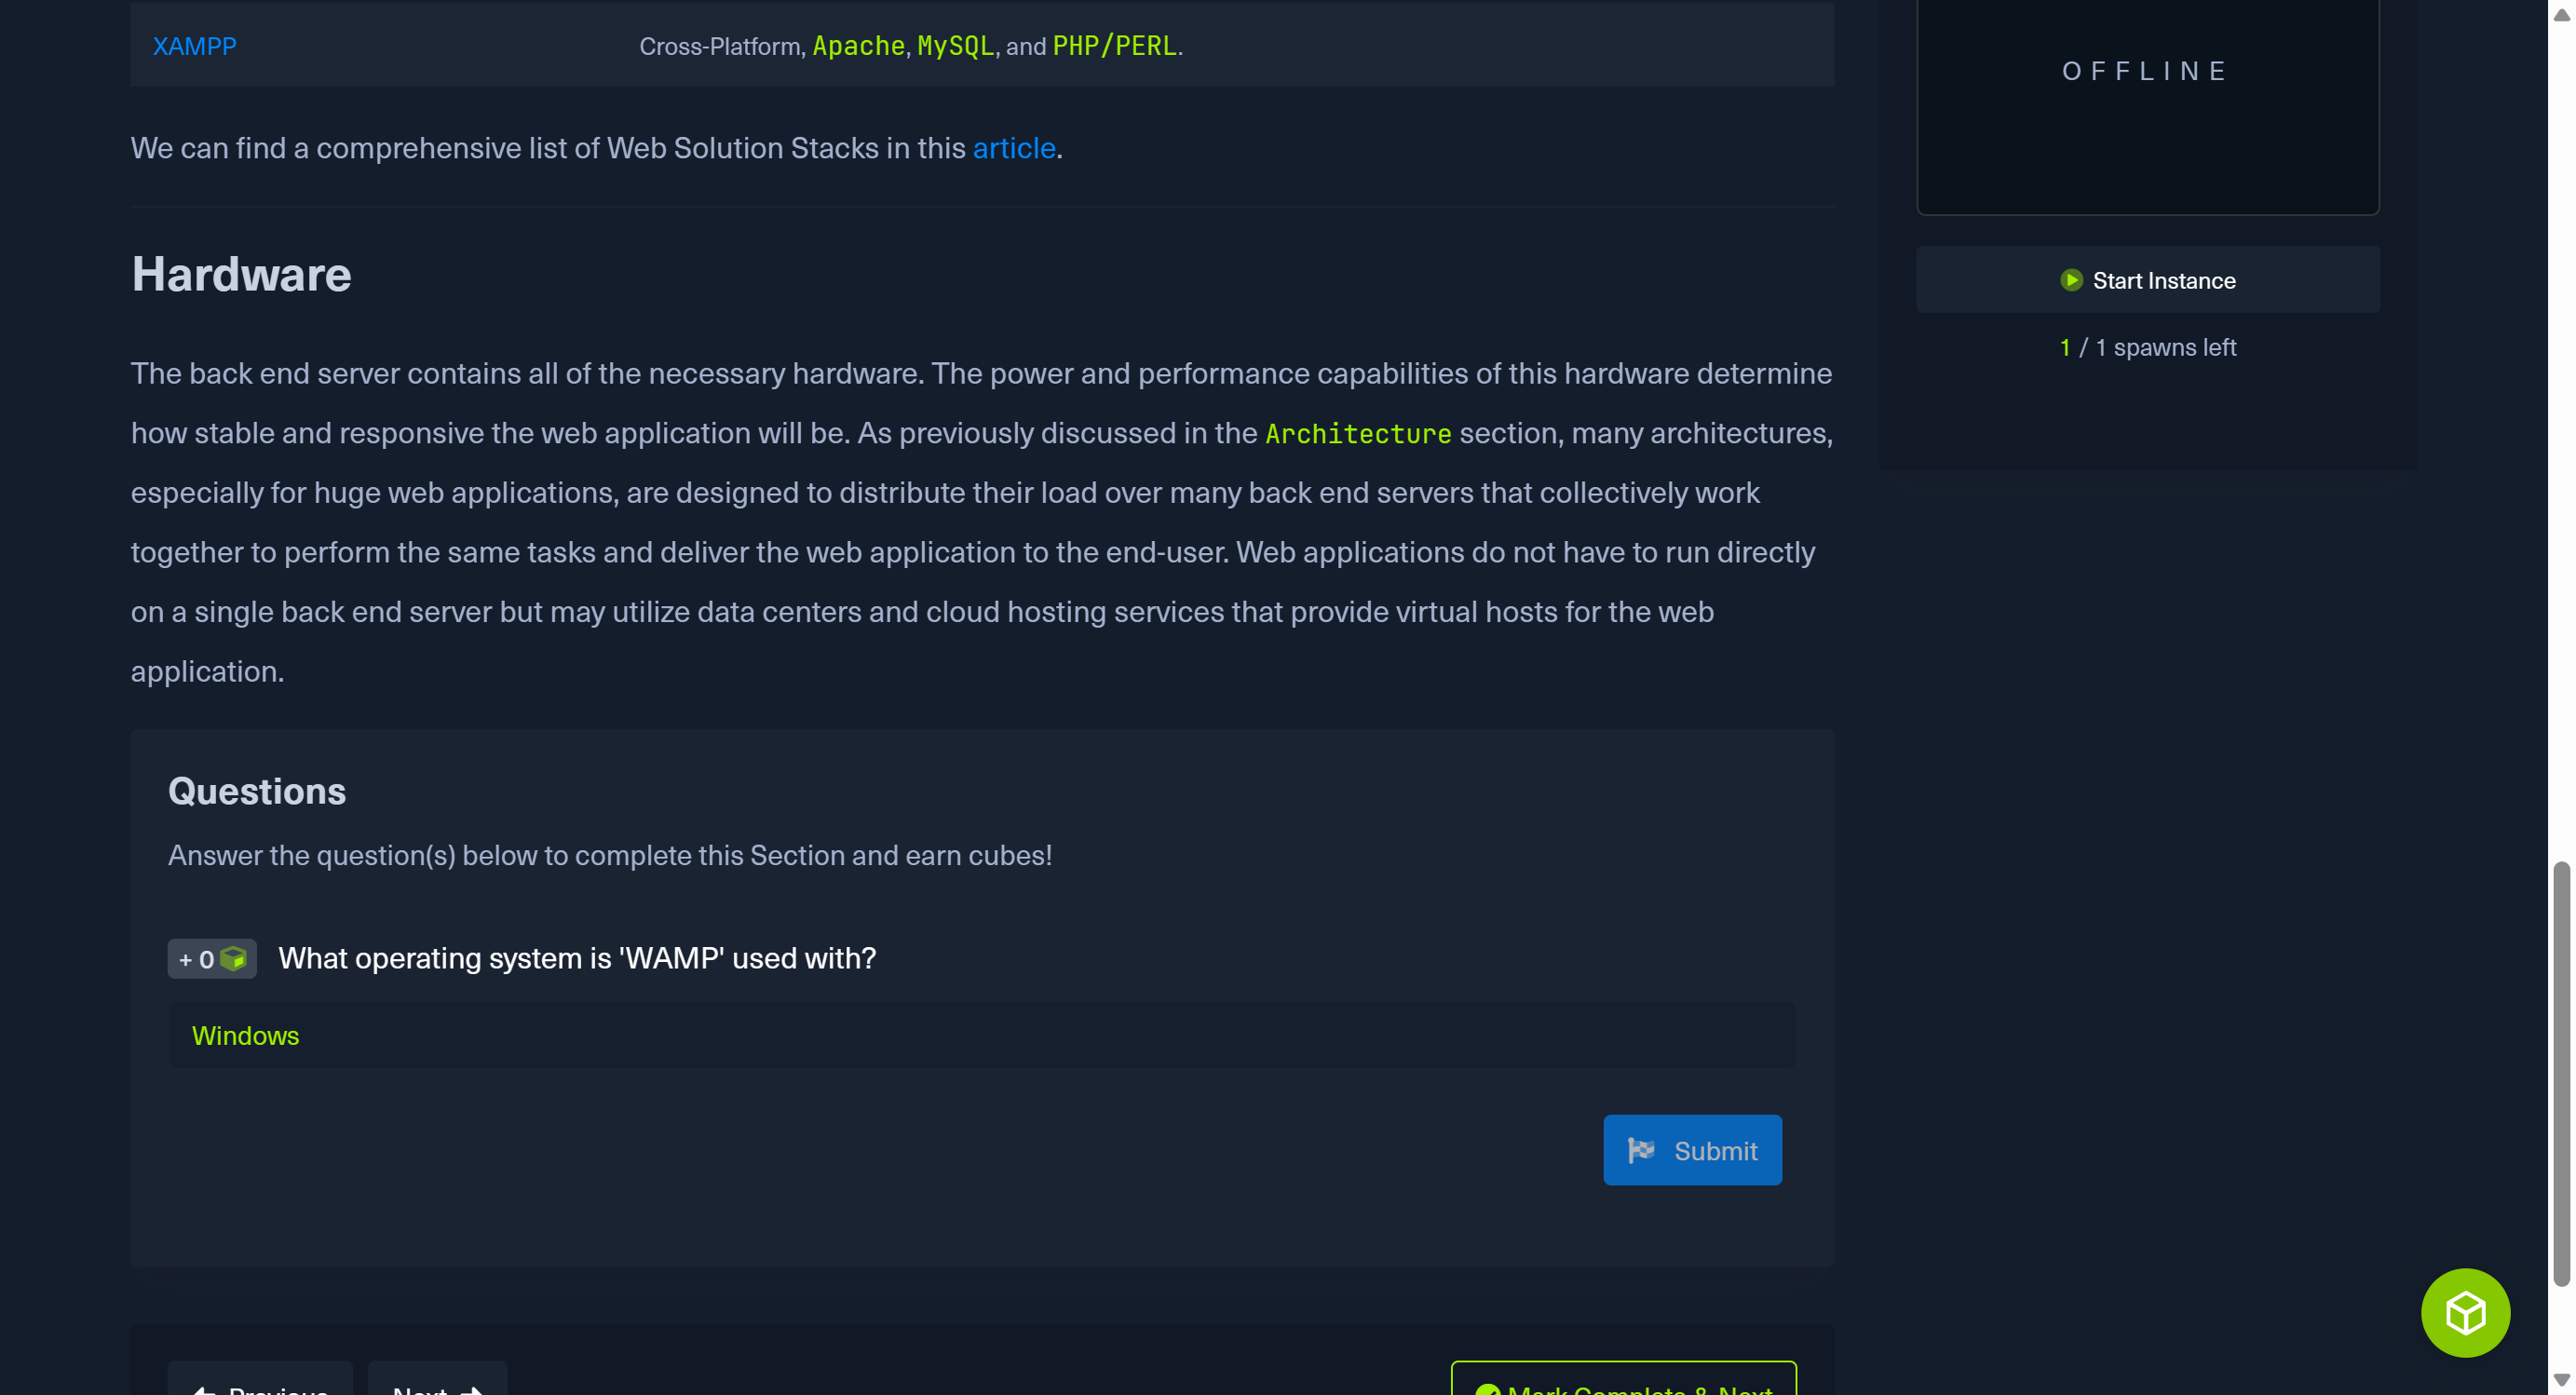 XAMPP Cross-Platform, Apache, MySQL, and PHP/PERL.
We can find a comprehensive list of Web Solution Stacks in this article.
Hardware
The back end server contains all of the necessary hardware. The power and performance capabilities of this hardware determine
how stable and responsive the web application will be. As previously discussed in the Architecture section, many architectures,
especially for huge web applications, are designed to distribute their load over many back end servers that collectively work
together to perform the same tasks and deliver the web application to the end-user. Web applications do not have to run directly
on a single back end server but may utilize data centers and cloud hosting services that provide virtual hosts for the web
application.
Questions
Answer the question(s) below to complete this Section and earn cubes!
+ 0 What operating system is 'WAMP' used with?
Windows
Submit
Previous Next Mark Complete & Next
OFFLINE
Start Instance
1 / 1 spawns left